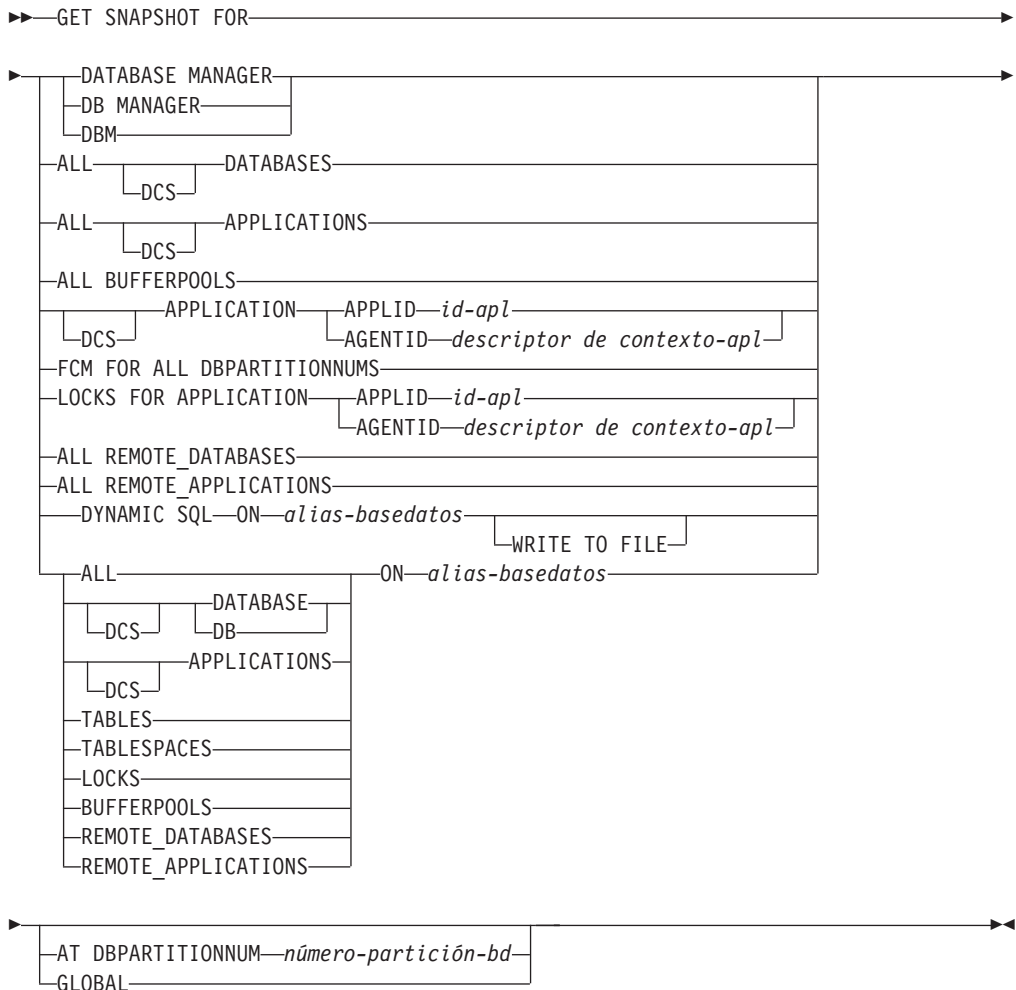 GET SNAPSHOT FOR
DATABASE MANAGER
DB MANAGER
DBM
ALL DATABASES
DCS
ALL APPLICATIONS
DCS
ALL BUFFERPOOLS
APPLICATION APPLID id-apl
DCS AGENTID descriptor de contexto-apl
FCM FOR ALL DBPARTITIONNUMS
LOCKS FOR APPLICATION APPLID id-apl
AGENTID descriptor de contexto-apl
ALL REMOTE_DATABASES
ALL REMOTE_APPLICATIONS
DYNAMIC SQL ON alias-basedatos
WRITE TO FILE
ALL ON alias-basedatos
DATABASE
DCS DB
APPLICATIONS
DCS
TABLES
TABLESPACES
LOCKS
BUFFERPOOLS
REMOTE_DATABASES
REMOTE_APPLICATIONS
AT DBPARTITIONNUM número-partición-bd
GLOBAL